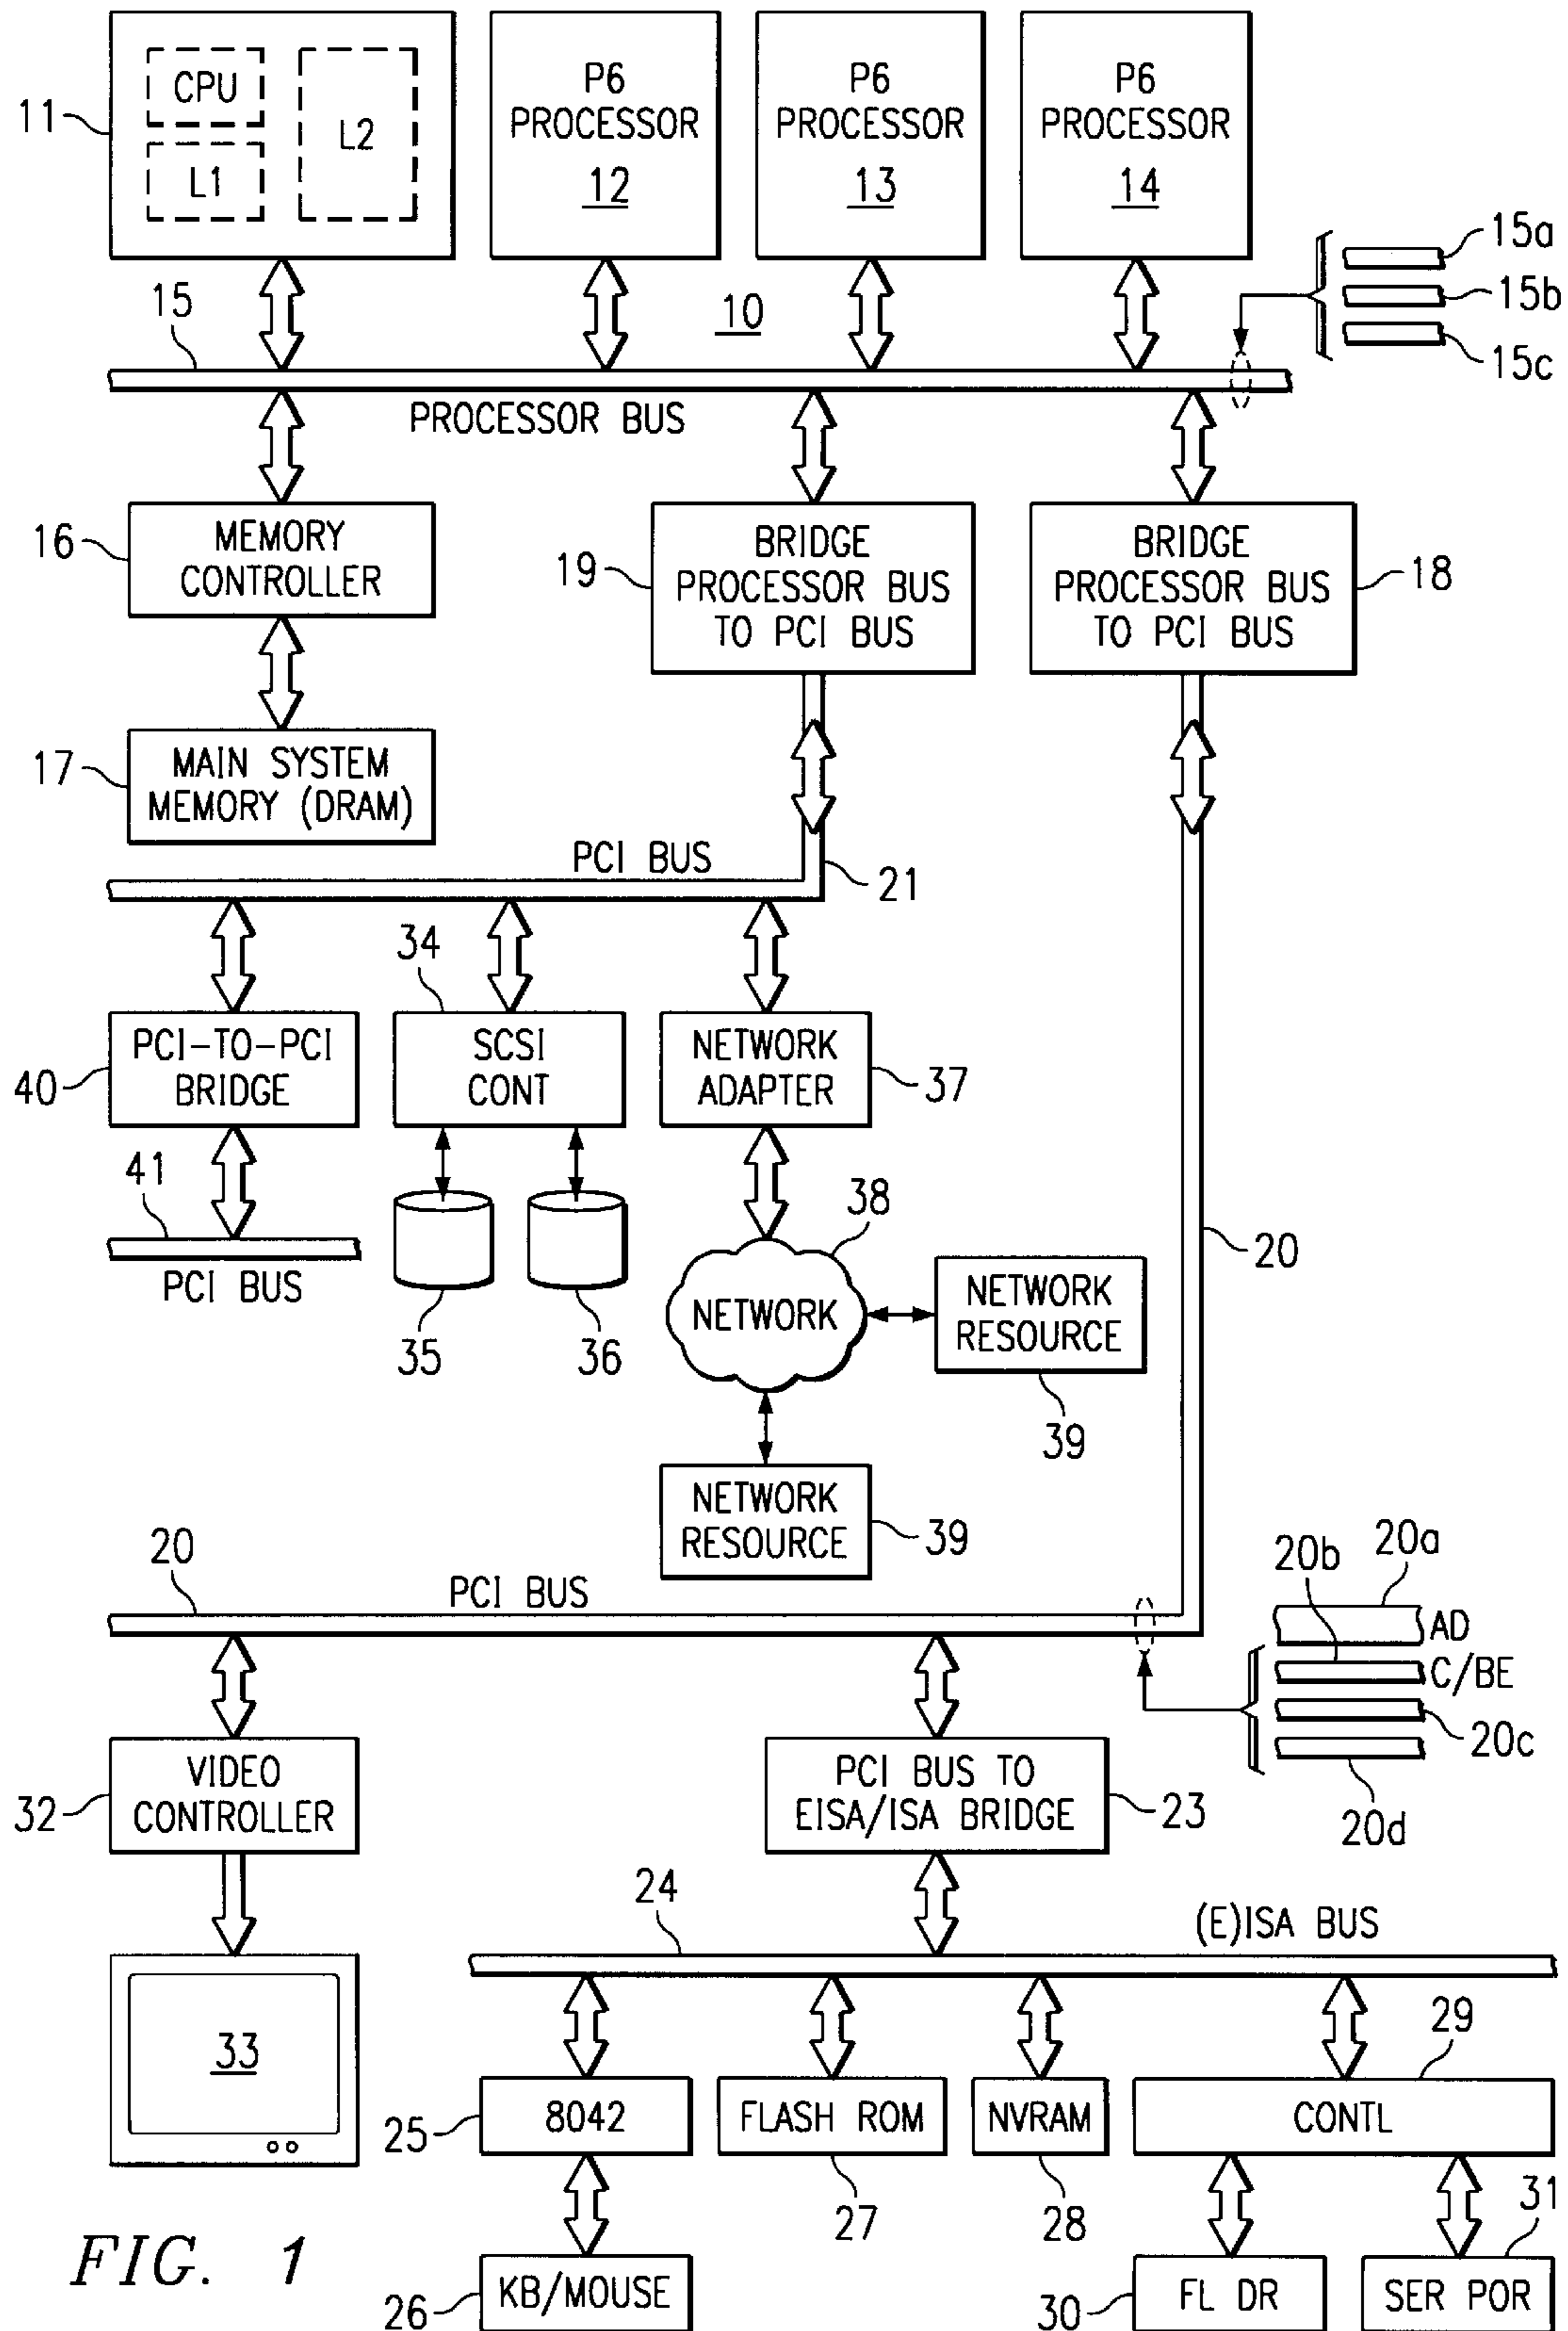 CPU
L1
L2
11
P6
PROCESSOR
12
P6
PROCESSOR
13
P6
PROCESSOR
14
15a
15b
15c
15
10
PROCESSOR BUS
16
MEMORY
CONTROLLER
19
BRIDGE
PROCESSOR BUS
TO PCI BUS
BRIDGE
PROCESSOR BUS
TO PCI BUS
18
17
MAIN SYSTEM
MEMORY (DRAM)
PCI BUS
21
34
40
PCI-TO-PCI
BRIDGE
SCSI
CONT
NETWORK
ADAPTER
37
41
PCI BUS
35
36
38
NETWORK
NETWORK
RESOURCE
39
20
NETWORK
RESOURCE
39
20
PCI BUS
20b
20a
AD
C/BE
20c
20d
32
VIDEO
CONTROLLER
PCI BUS TO
EISA/ISA BRIDGE
23
24
(E)ISA BUS
33
29
25
8042
FLASH ROM
NVRAM
CONTL
27
28
31
26
KB/MOUSE
30
FL DR
SER POR
FIG. 1